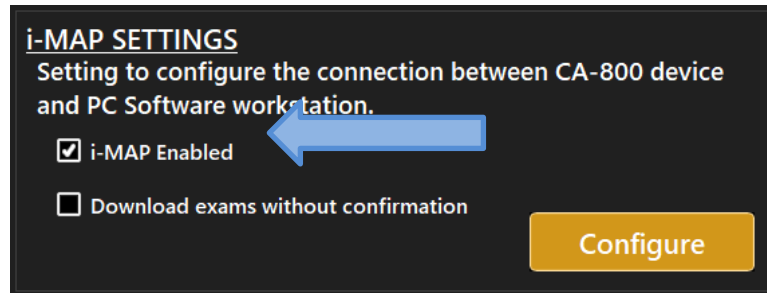 i-MAP SETTINGS
Setting to configure the connection between CA-800 device
and PC Software workstation.
i-MAP Enabled
Download exams without confirmation
Configure